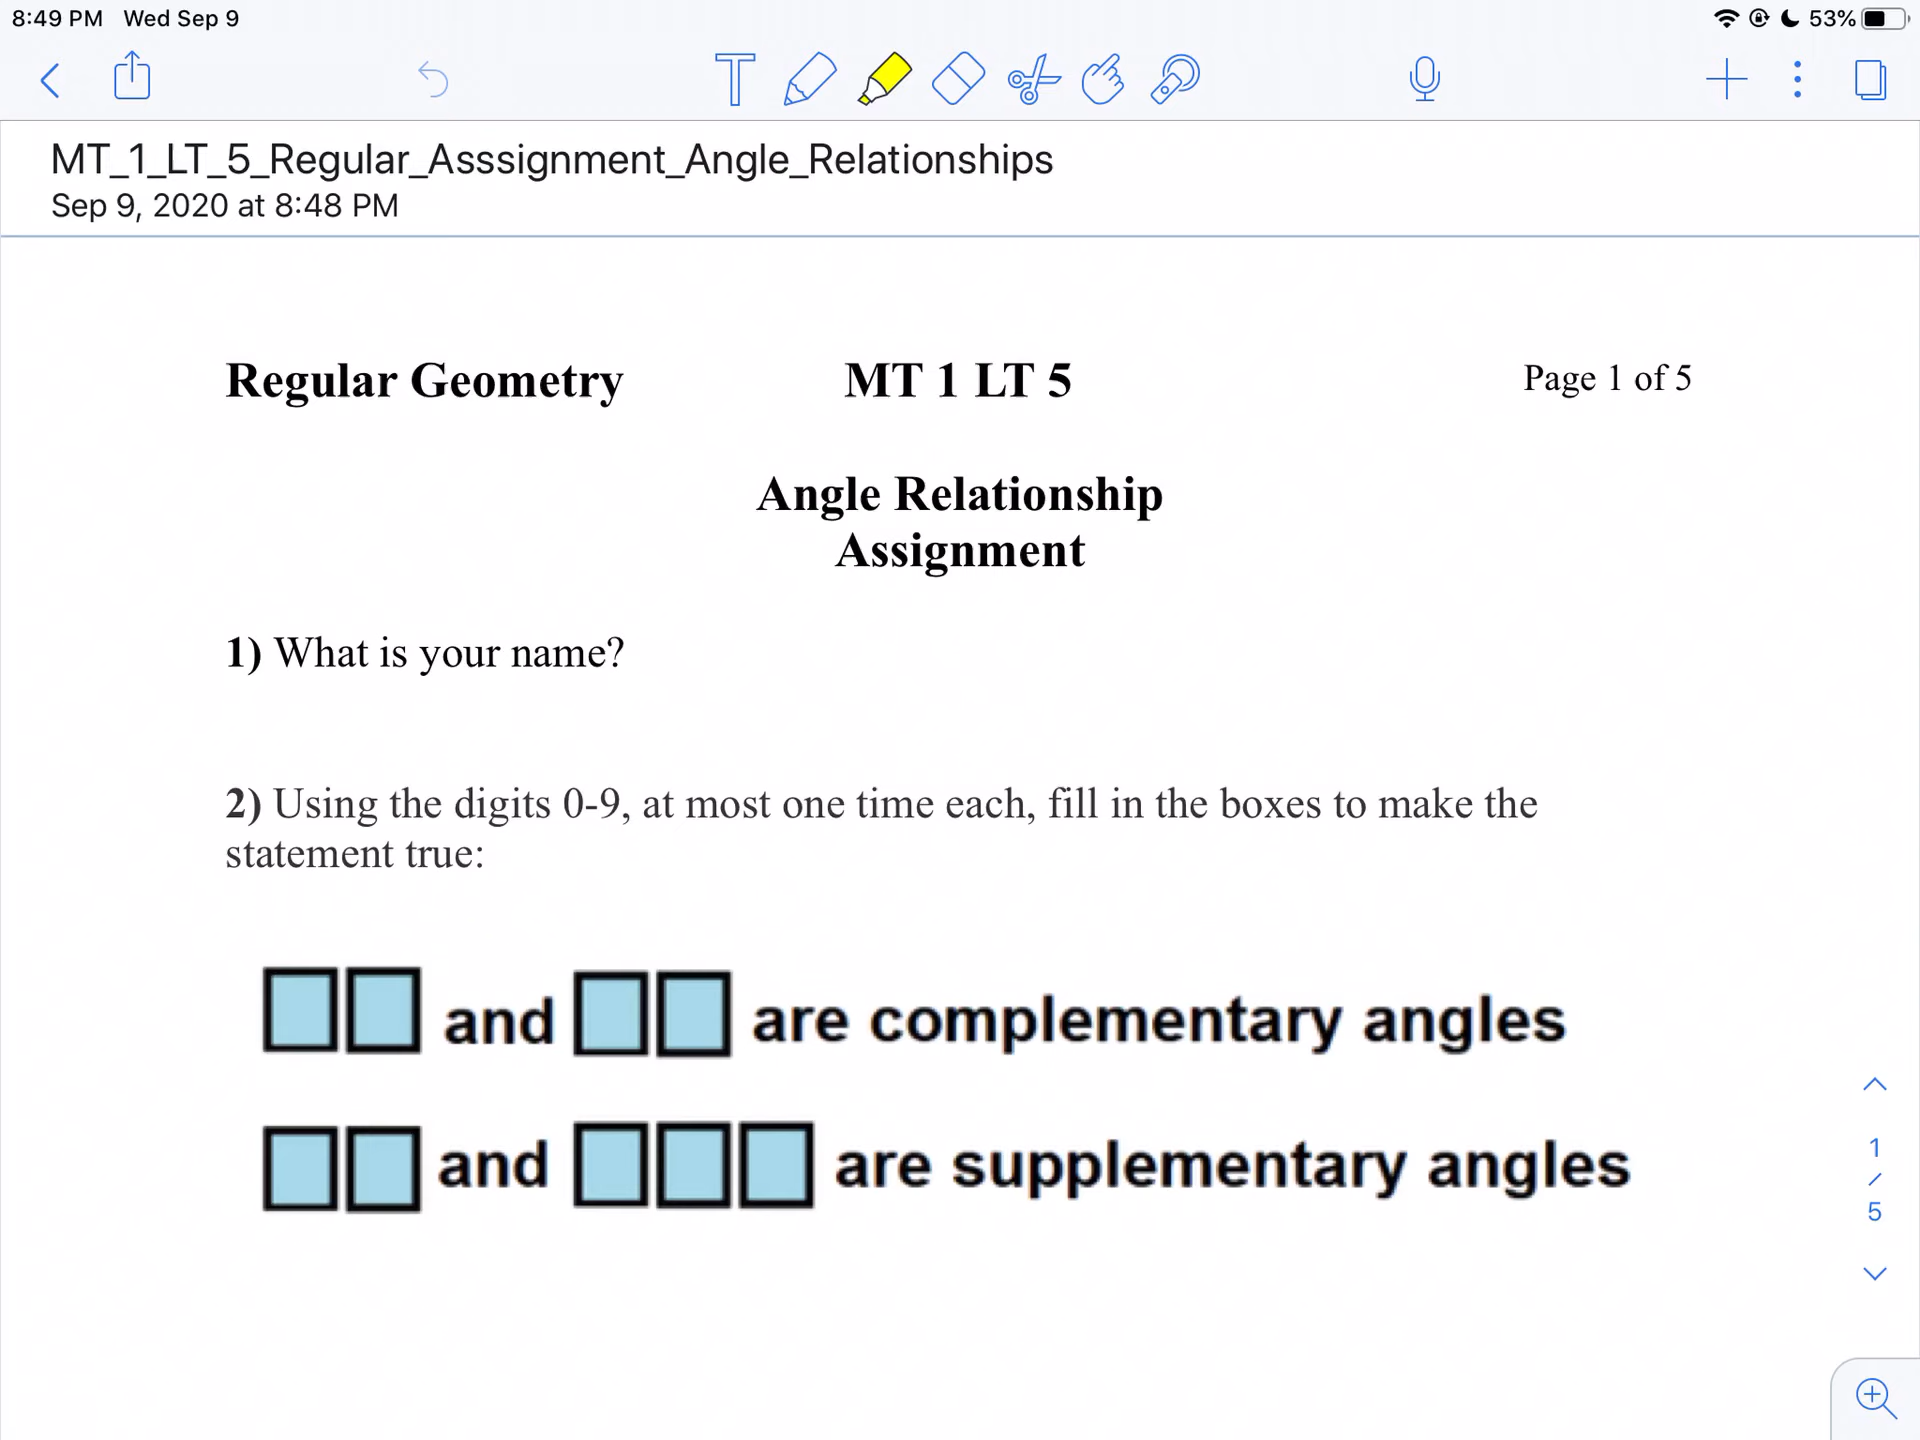 8:49 PM Wed Sep 9
53%
T
MT_1_LT_5_Regular_Asssignment_Angle_Relationships
Sep 9, 2020 at 8:48 PM
Regular Geometry MT 1 LT 5 Page 1 of 5
Angle Relationship
Assignment
1) What is your name?
2) Using the digits 0-9, at most one time each, fill in the boxes to make the
statement true:
and are complementary angles
and are supplementary angles
1
/
5